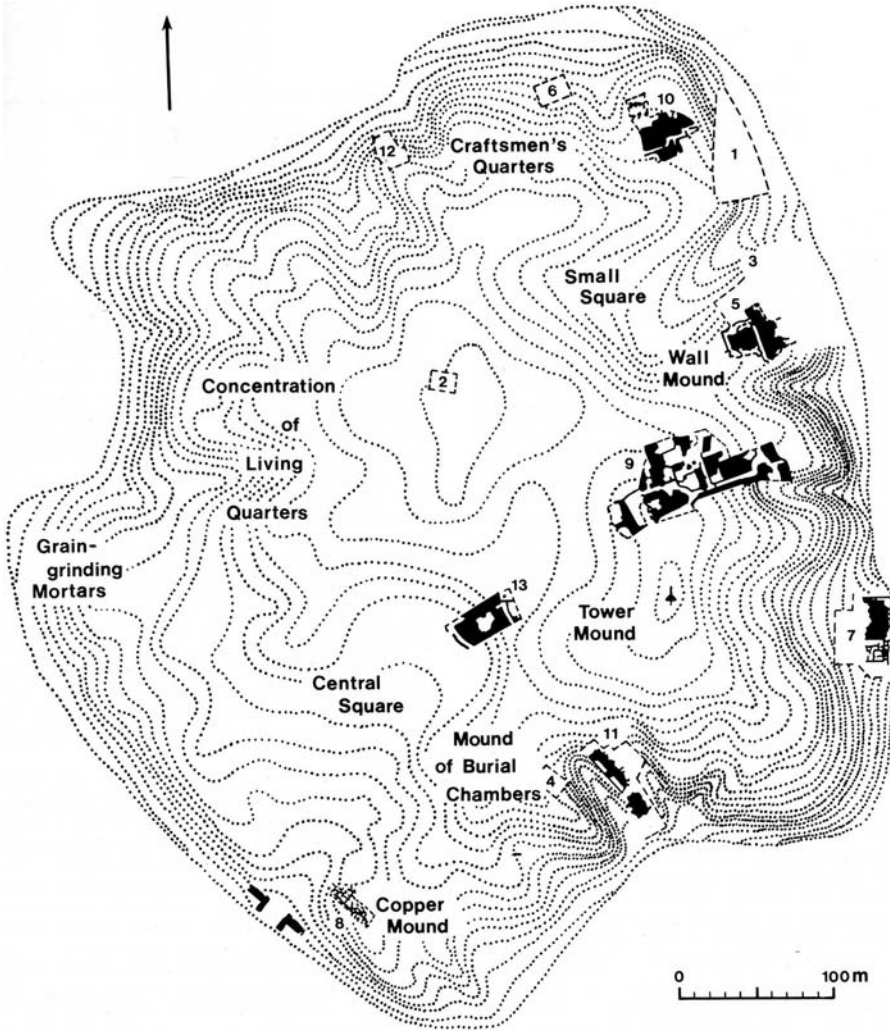 6
10
12
Craftsmen's
Quarters
1
3
Small
Square
5
Wall
Mound
2
Concentration
of
Living
Quarters
9
Grain-
grinding
Mortars
13
Tower
Mound
7
Central
Square
Mound
of Burial
Chambers
11
4
8
Copper
Mound
0 100m